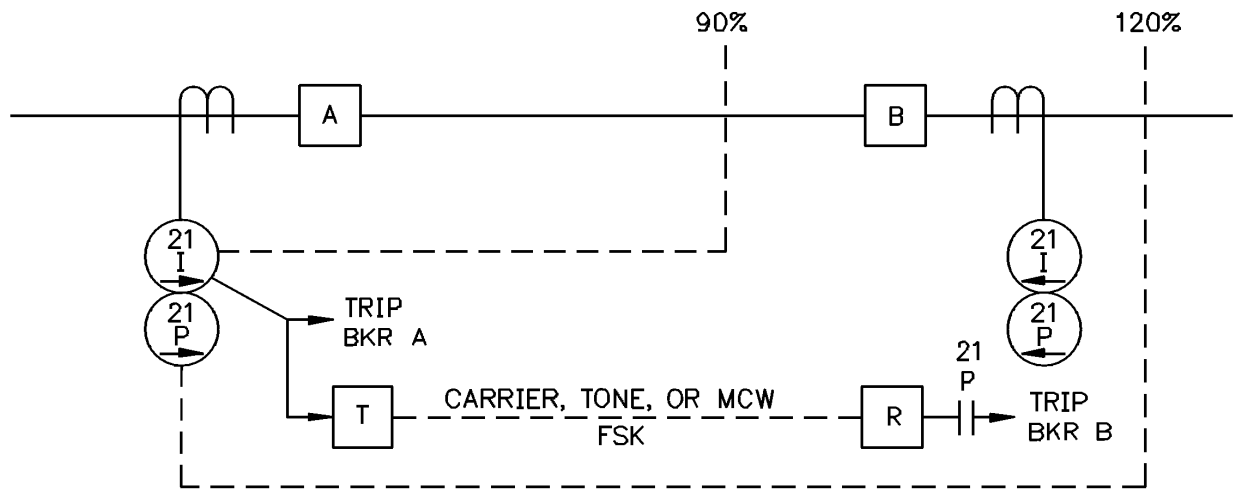 90%
120%
A
B
21
I
21
P
21
I
21
P
TRIP
BKR A
T
CARRIER, TONE, OR MCW
FSK
R
21
P
TRIP
BKR B